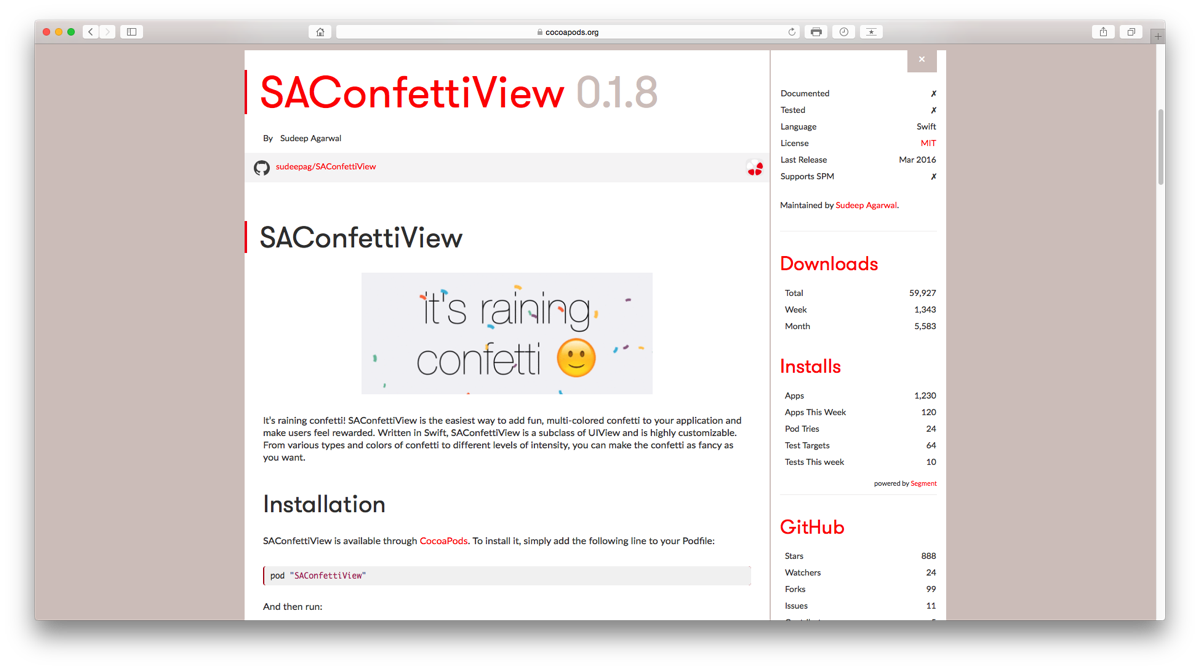 cocoapods.org
SAConfettiView 0.1.8
By Sudeep Agarwal
sudeepag/SAConfettiView
SAConfettiView
it's raining
confetti
It's raining confetti! SAConfettiView is the easiest way to add fun, multi-colored confetti to your application and
make users feel rewarded. Written in Swift, SAConfettiView is a subclass of UIView and is highly customizable.
From various types and colors of confetti to different levels of intensity, you can make the confetti as fancy as
you want.
Installation
SAConfettiView is available through CocoaPods. To install it, simply add the following line to your Podfile:
pod "SAConfettiView"
And then run:
Documented ✗
Tested ✗
Language Swift
License MIT
Last Release Mar 2016
Supports SPM ✗
Maintained by Sudeep Agarwal.
Downloads
Total 59,927
Week 1,343
Month 5,583
Installs
Apps 1,230
Apps This Week 120
Pod Tries 24
Test Targets 64
Tests This week 10
powered by Segment
GitHub
Stars 888
Watchers 24
Forks 99
Issues 11